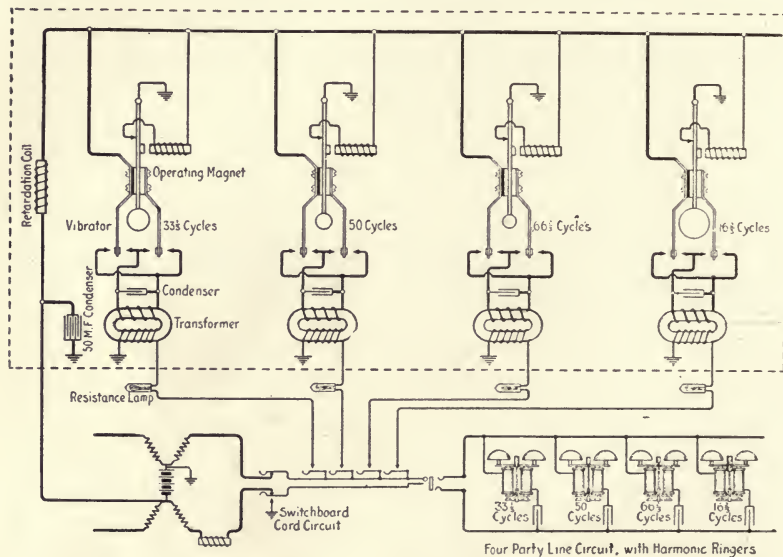 Retardation Coil
Operating Magnet
Vibrator
33⅓ Cycles
50 Cycles
66⅔ Cycles
16⅔ Cycles
Condenser
50 M.F. Condenser
Transformer
Resistance Lamp
Switchboard
Cord Circuit
33⅓
Cycles
50
Cycles
66⅔
Cycles
16⅔
Cycles
Four Party Line Circuit, with Harmonic Ringers